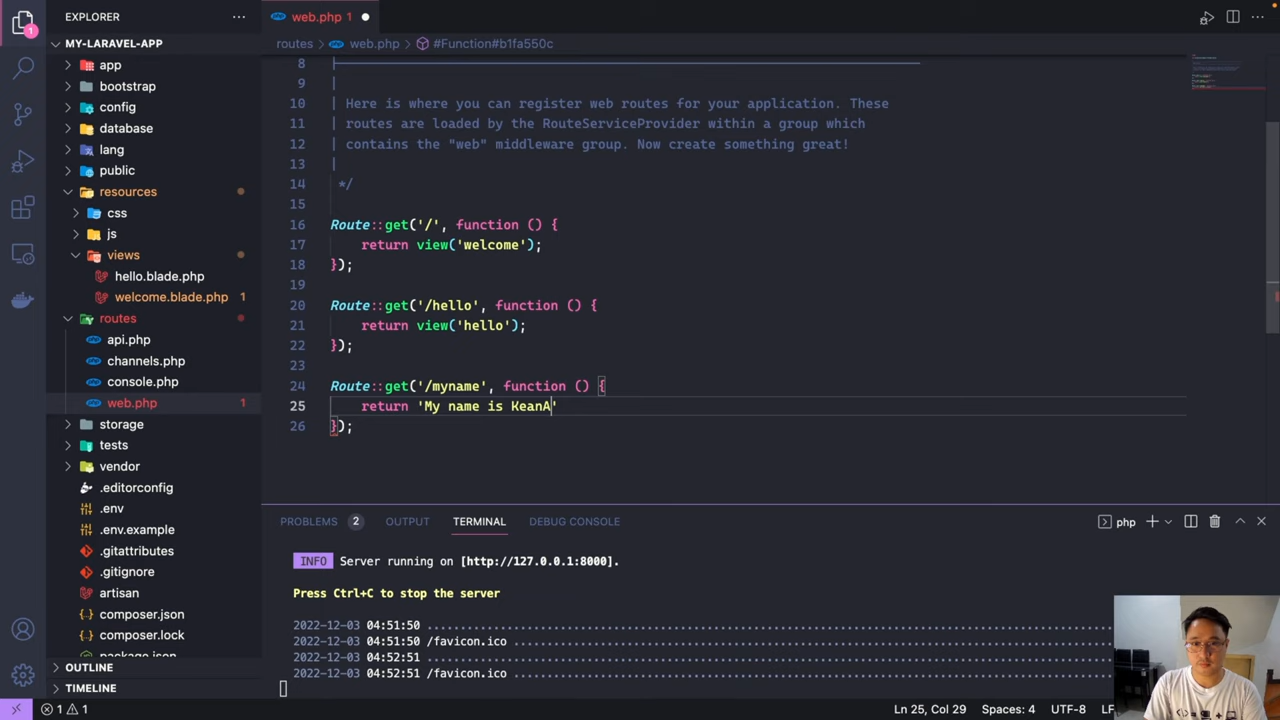 EXPLORER
MY-LARAVEL-APP
app
bootstrap
config
database
lang
public
resources
css
js
views
hello.blade.php
welcome.blade.php 1
routes
api.php
channels.php
console.php
web.php 1
storage
tests
vendor
.editorconfig
.env
.env.example
.gitattributes
.gitignore
artisan
composer.json
composer.lock
package.json
OUTLINE
TIMELINE
1
web.php 1
routes > web.php > #Function#b1fa550c
8
9 |
10 | Here is where you can register web routes for your application. These
11 | routes are loaded by the RouteServiceProvider within a group which
12 | contains the "web" middleware group. Now create something great!
13 |
14 */
15
16 Route::get('/', function () {
17 return view('welcome');
18 });
19
20 Route::get('/hello', function () {
21 return view('hello');
22 });
23
24 Route::get('/myname', function () {
25 return 'My name is KeanA'
26 });
PROBLEMS 2 OUTPUT TERMINAL DEBUG CONSOLE
php
INFO Server running on [http://127.0.0.1:8000].
Press Ctrl+C to stop the server
2022-12-03 04:51:50 ........................................
2022-12-03 04:51:50 /favicon.ico ........................................
2022-12-03 04:52:51 ........................................
2022-12-03 04:52:51 /favicon.ico ........................................
1 1
Ln 25, Col 29 Spaces: 4 UTF-8 LF